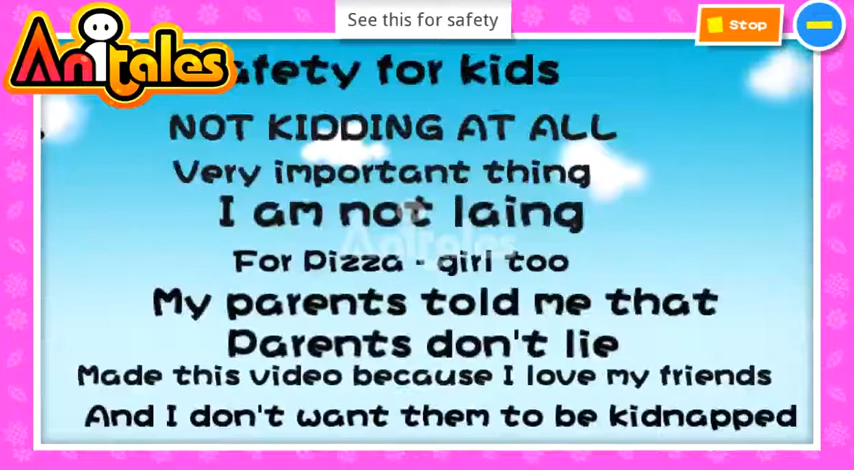 See this for safety
Stop
Anitales
afety for kids
NOT KIDDING AT ALL
Very important thing
I am not laing
Anitales
For Pizza - girl too
My parents told me that
Parents don't lie
Made this video because I love my friends
And I don't want them to be kidnapped